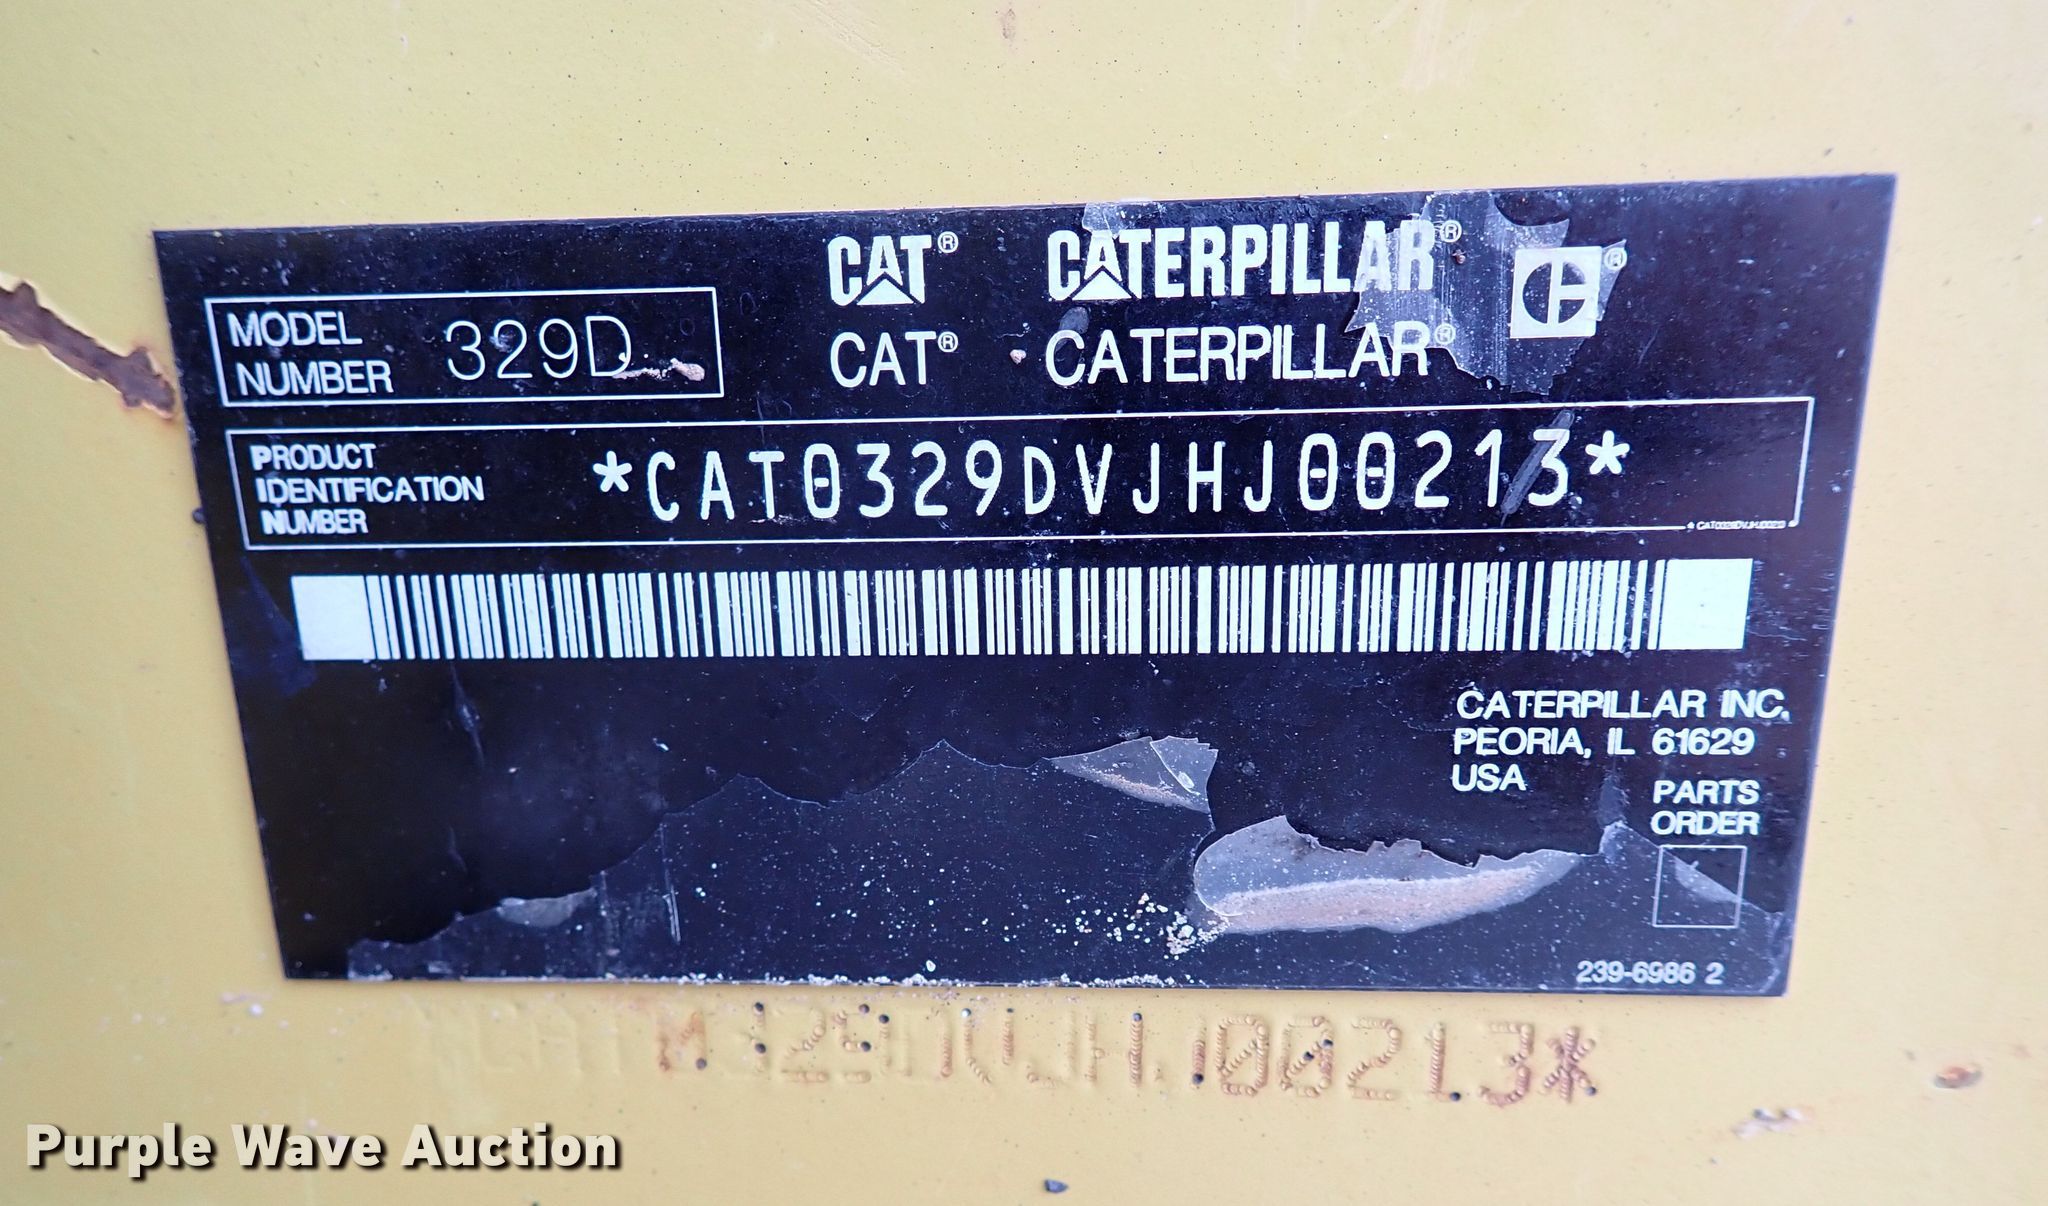 CAT® CATERPILLAR® ®
MODEL NUMBER 329D
CAT® CATERPILLAR®
PRODUCT IDENTIFICATION NUMBER
*CAT0329DVJHJ00213*
CATERPILLAR INC.
PEORIA, IL 61629
USA
PARTS
ORDER
239-6986 2
CAT0329DVJHJ00213*
Purple Wave Auction